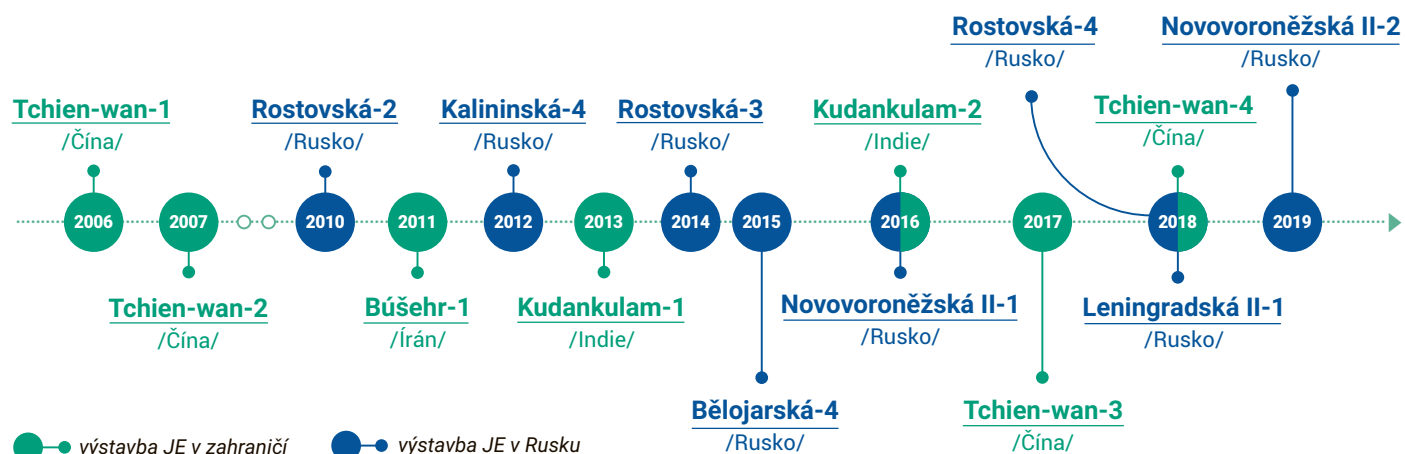 Rostovská-4
/Rusko/
Novovoroněžská II-2
/Rusko/
Tchien-wan-1
/Čína/
Rostovská-2
/Rusko/
Kalininská-4
/Rusko/
Rostovská-3
/Rusko/
Kudankulam-2
/Indie/
Tchien-wan-4
/Čína/
2006
2007
2010
2011
2012
2013
2014
2015
2016
2017
2018
2019
Tchien-wan-2
/Čína/
Búšehr-1
/Írán/
Kudankulam-1
/Indie/
Novovoroněžská II-1
/Rusko/
Leningradská II-1
/Rusko/
Bělojarská-4
/Rusko/
Tchien-wan-3
/Čína/
výstavba JE v zahraničí
výstavba JE v Rusku